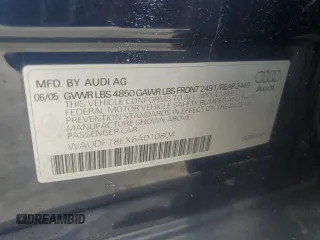 MFD. BY AUDI AG
06/05 GVWR LBS 4850 GAWR LBS FRONT 2491/REAR
THIS VEHICLE CONFORMS TO ALL APPLICABLE
FEDERAL MOTOR VEHICLE SAFETY BUMPER AND
THEFT PREVENTION STANDARDS IN EFFECT ON THE
DATE OF MANUFACTURE SHOWN ABOVE
PASSENGER CAR
WAUDF78EX6A010804
Audi
DREAMBID